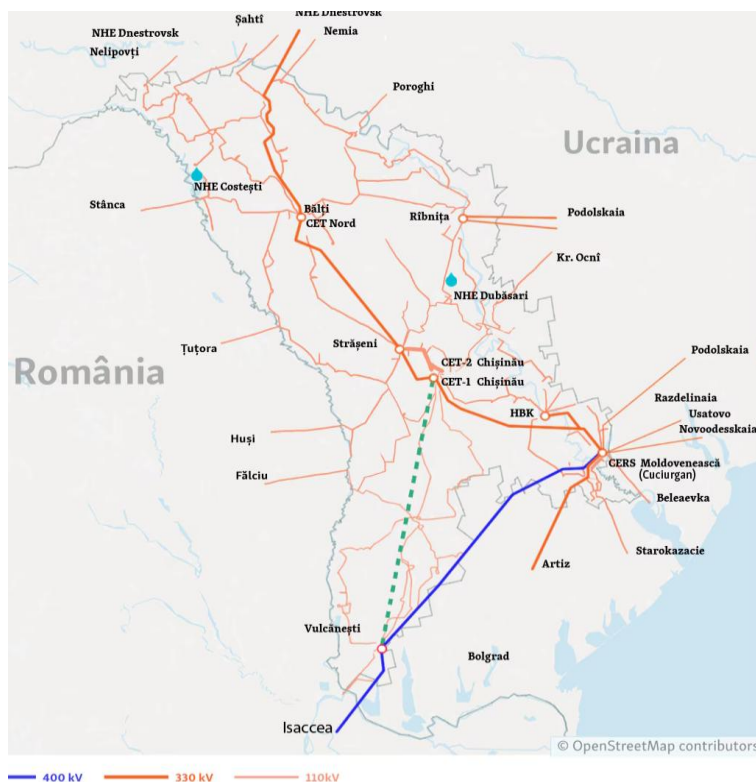 NHE Dnestrovsk
Șahtî
NHE Dnestrovsk
Nemia
Nelipovți
Poroghi
Ucraina
NHE Costești
Stânca
Bălți
CET Nord
Rîbnița
Podolskaia
Kr. Ocnî
NHE Dubăsari
Țuțora
Strășeni
România
CET-2 Chișinău
CET-1 Chișinău
Podolskaia
HBK
Razdelinaia
Usatovo
Novoodesskaia
Huși
CERS Moldovenească
(Cuciurgan)
Fălciu
Beleaevka
Starokazacie
Artiz
Vulcănești
Bolgrad
Isaccea
© OpenStreetMap contributors
400 kV
330 kV
110kV